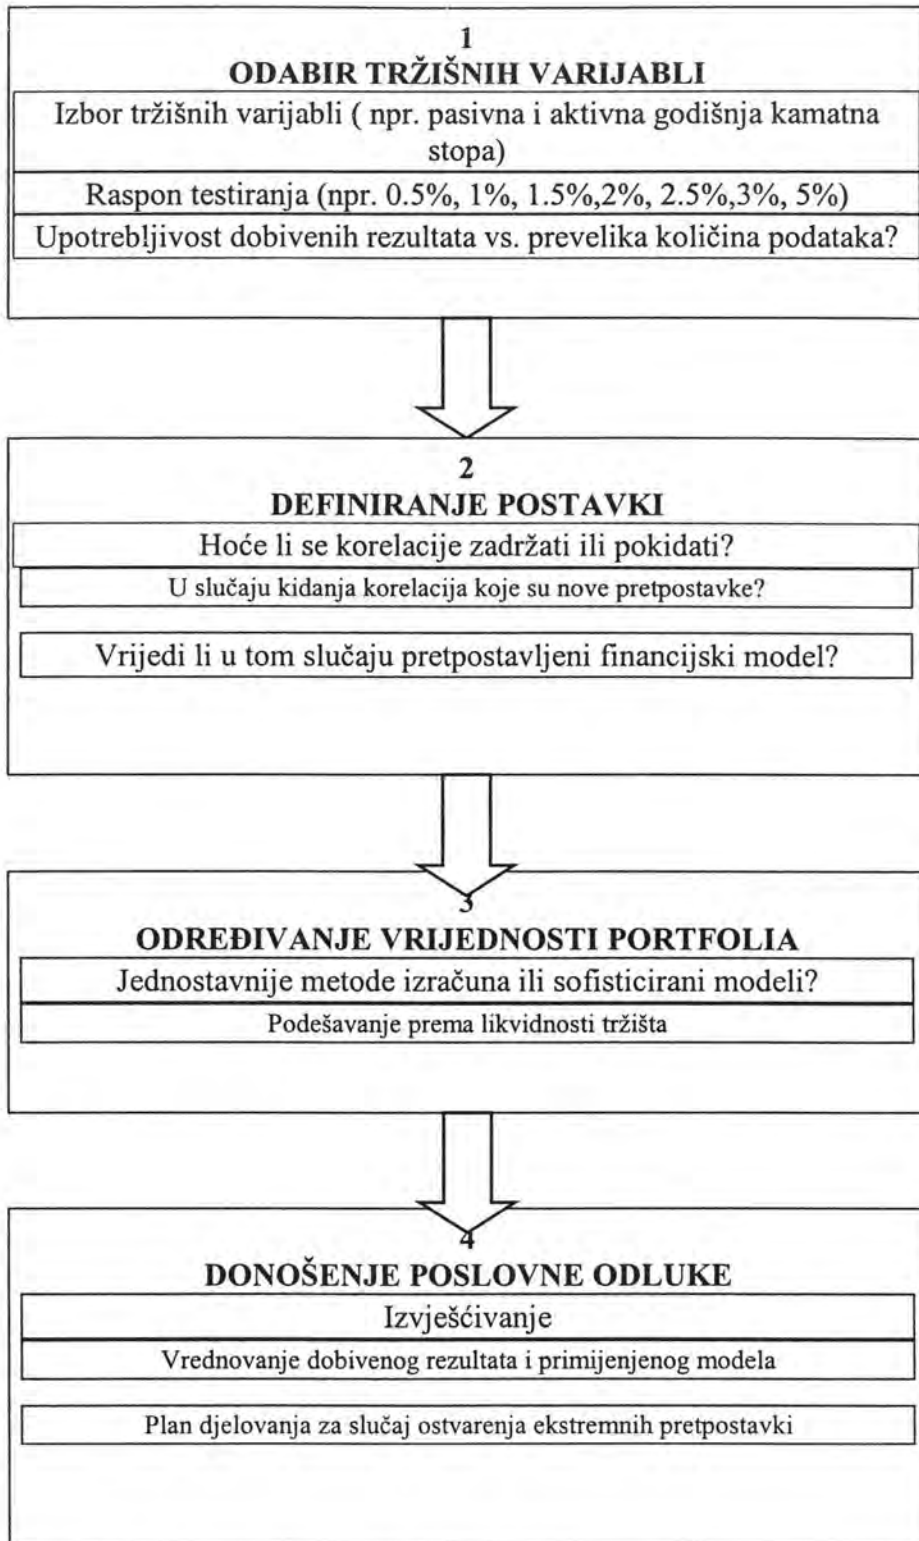 1
ODABIR TRŽIŠNIH VARIJABLI
Izbor tržišnih varijabli ( npr. pasivna i aktivna godišnja kamatna
stopa)
Raspon testiranja (npr. 0.5%, 1%, 1.5%,2%, 2.5%,3%, 5%)
Upotrebljivost dobivenih rezultata vs. prevelika količina podataka?
2
DEFINIRANJE POSTAVKI
Hoće li se korelacije zadržati ili pokidati?
U slučaju kidanja korelacija koje su nove pretpostavke?
Vrijedi li u tom slučaju pretpostavljeni financijski model?
3
ODREĐIVANJE VRIJEDNOSTI PORTFOLIA
Jednostavnije metode izračuna ili sofisticirani modeli?
Podešavanje prema likvidnosti tržišta
4
DONOŠENJE POSLOVNE ODLUKE
Izvješćivanje
Vrednovanje dobivenog rezultata i primijenjenog modela
Plan djelovanja za slučaj ostvarenja ekstremnih pretpostavki